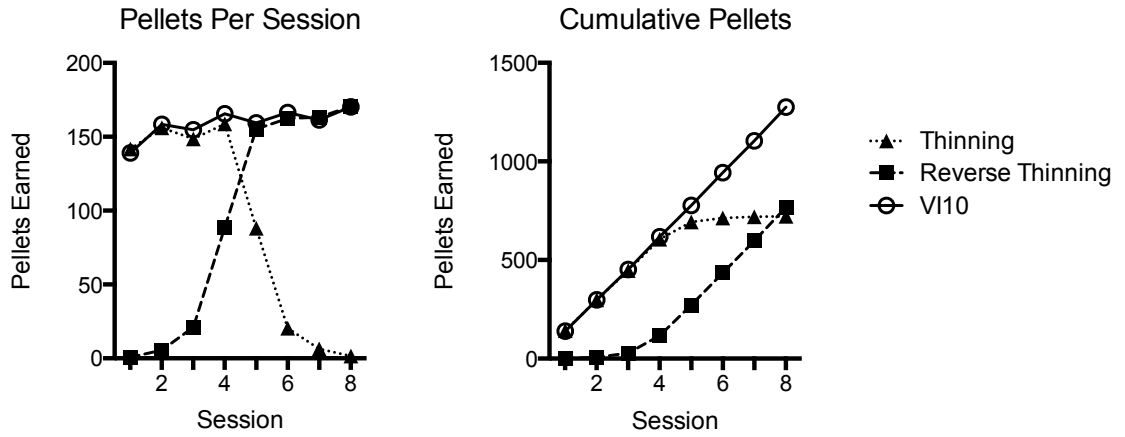 Pellets Per Session
Pellets Earned
200
150
100
50
0
2 4 6 8
Session
Cumulative Pellets
Pellets Earned
1500
1000
500
0
2 4 6 8
Session
Thinning
Reverse Thinning
VI10